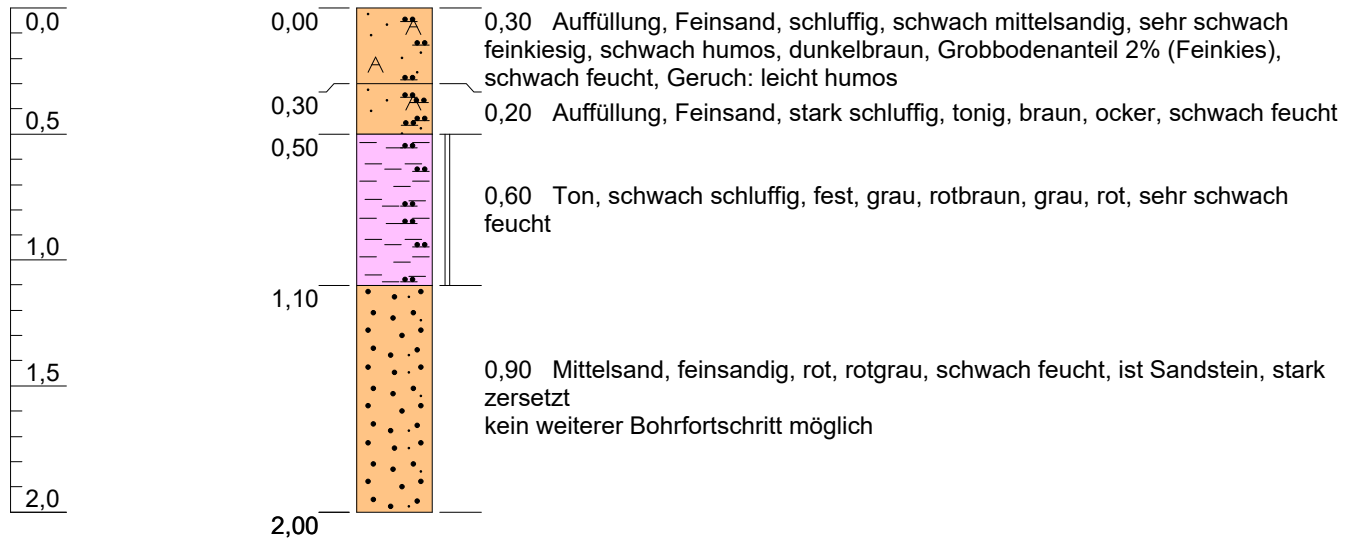 0,0
0,5
1,0
1,5
2,0
0,00
0,30
0,50
1,10
2,00
0,30 Auffüllung, Feinsand, schluffig, schwach mittelsandig, sehr schwach
feinkiesig, schwach humos, dunkelbraun, Grobbodenanteil 2% (Feinkies),
schwach feucht, Geruch: leicht humos
0,20 Auffüllung, Feinsand, stark schluffig, tonig, braun, ocker, schwach feucht
0,60 Ton, schwach schluffig, fest, grau, rotbraun, grau, rot, sehr schwach
feucht
0,90 Mittelsand, feinsandig, rot, rotgrau, schwach feucht, ist Sandstein, stark
zersetzt
kein weiterer Bohrfortschritt möglich
A
A
A